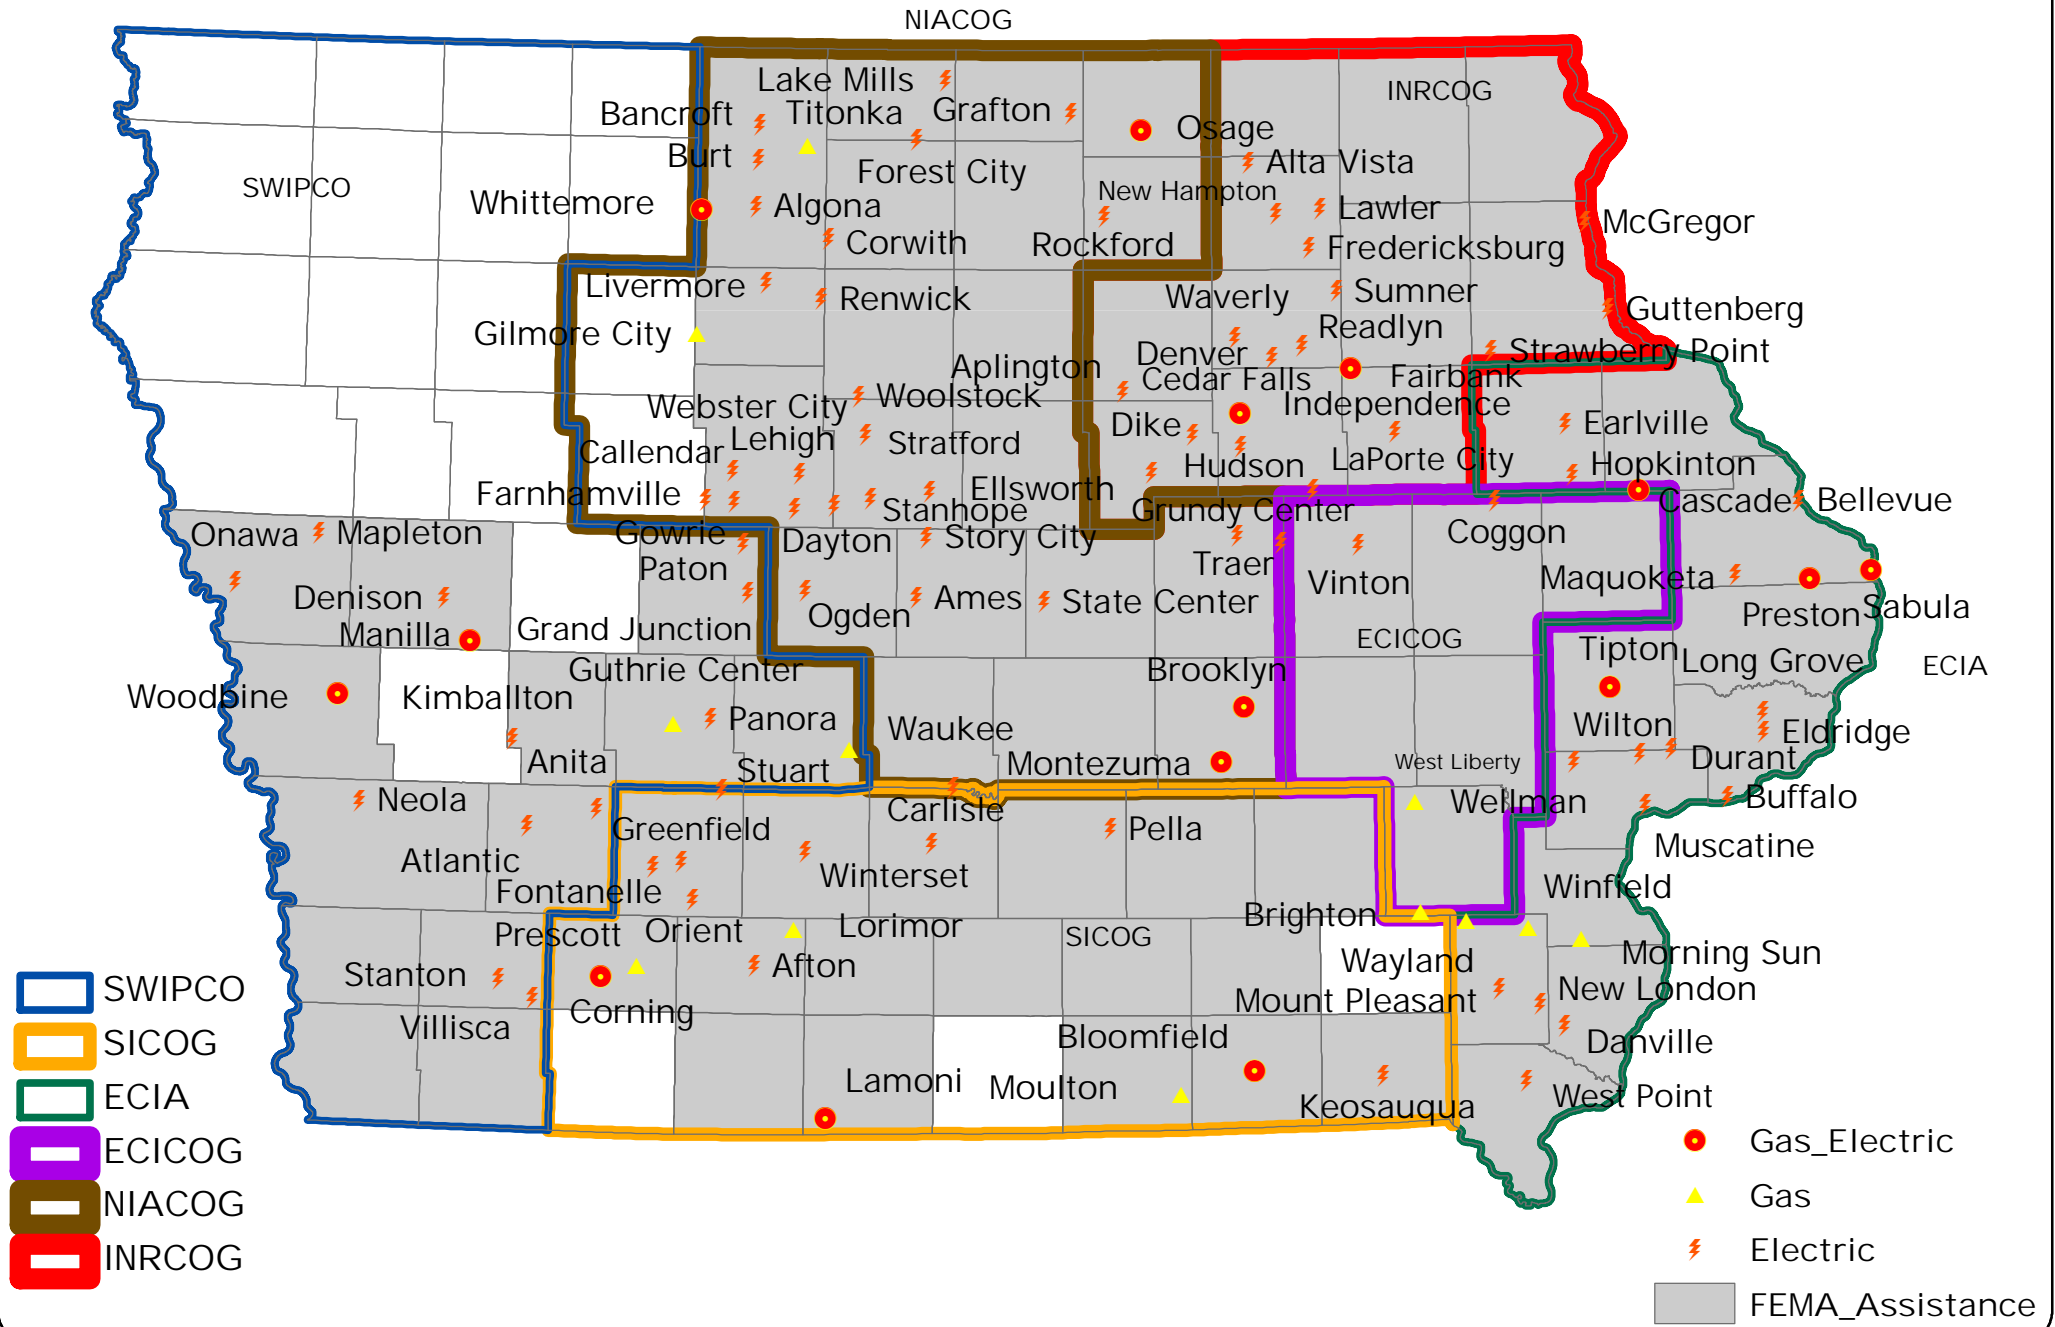 NIACOG
Lake Mills
INRCOG
Bancroft
Titonka
Grafton
Osage
Burt
Forest City
Alta Vista
SWIPCO
New Hampton
Whittemore
Algona
Lawler
McGregor
Corwith
Rockford
Fredericksburg
Livermore
Renwick
Waverly
Sumner
Guttenberg
Gilmore City
Readlyn
Denver
Strawberry Point
Aplington
Cedar Falls
Fairbank
Webster City
Woolstock
Independence
Lehigh
Stratford
Dike
Earlville
Callendar
Hudson
LaPorte City
Hopkinton
Farnhamville
Ellsworth
Cascade
Bellevue
Stanhope
Grundy Center
Onawa
Mapleton
Gowrie
Dayton
Story City
Coggon
Paton
Traer
Vinton
Maquoketa
Denison
Ogden
Ames
State Center
Preston
Sabula
Manilla
Grand Junction
ECICOG
Tipton
Guthrie Center
Brooklyn
Long Grove
ECIA
Woodbine
Kimballton
Panora
Waukee
Wilton
Eldridge
Anita
Stuart
Montezuma
West Liberty
Durant
Neola
Carlisle
Wellman
Buffalo
Greenfield
Pella
Muscatine
Atlantic
Winterset
Fontanelle
Winfield
Brighton
Prescott
Orient
Lorimor
SICOG
Morning Sun
Stanton
Afton
Wayland
New London
Mount Pleasant
Corning
Villisca
Bloomfield
Danville
Lamoni
Moulton
Keosauqua
West Point
SWIPCO
SICOG
ECIA
ECICOG
NIACOG
INRCOG
Gas_Electric
Gas
Electric
FEMA_Assistance